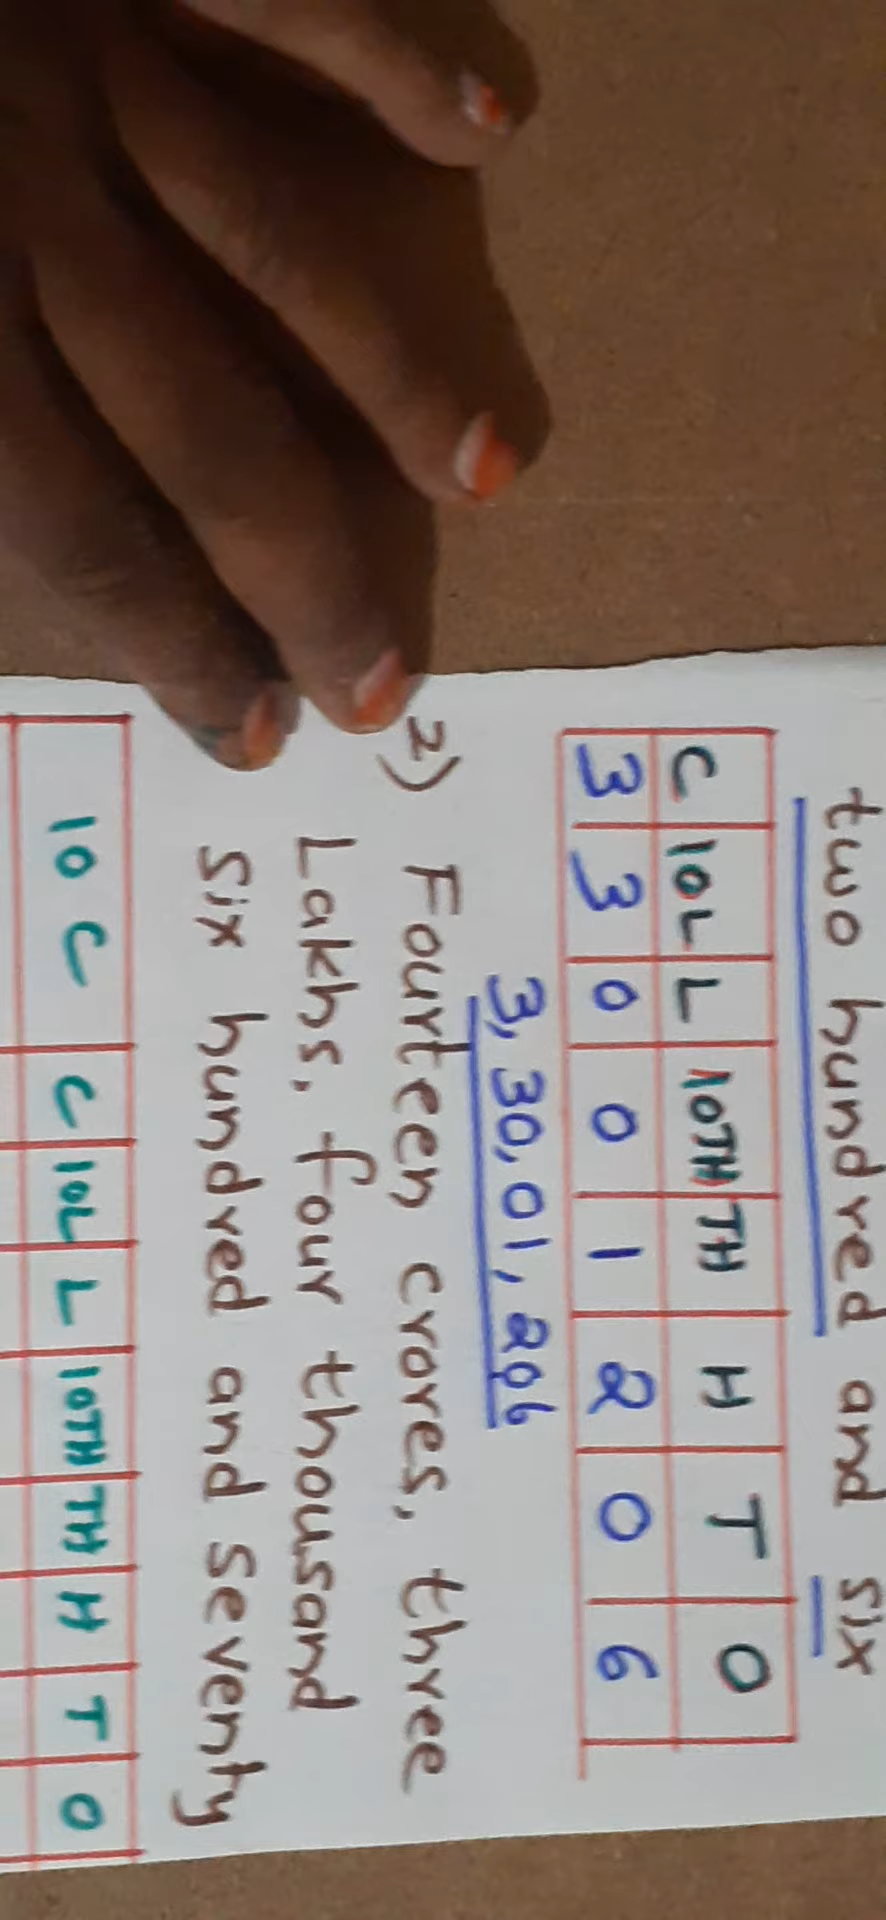 two hundred and six
C 10L L 10TH TH H T O
3 3 0 0 1 2 0 6
3,30,01,206
2) Fourteen crores, three
Lakhs, four thousand
six hundred and seventy
10 C C 10L L 10TH TH H T O